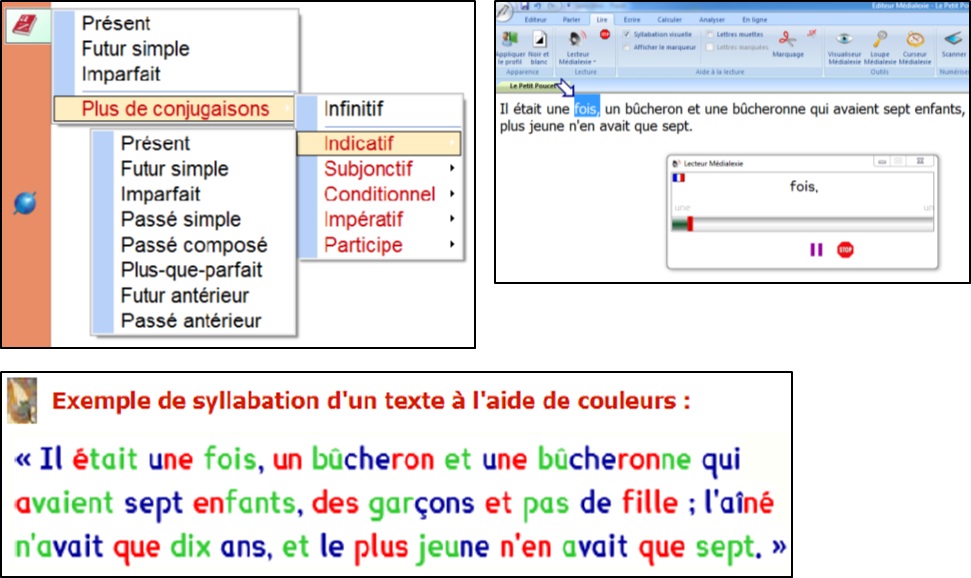 Présent
Futur simple
Imparfait
Plus de conjugaisons
Infinitif
Indicatif
Subjonctif
Conditionnel
Impératif
Participe
Présent
Futur simple
Imparfait
Passé simple
Passé composé
Plus-que-parfait
Futur antérieur
Passé antérieur
Editeur Médialexie - Le Petit Pou
Editeur Parler Lire Ecrire Calculer Analyser En ligne
Syllabation visuelle
Afficher le marqueur
Lettres muettes
Lettres marquées
Appliquer le profil
Noir et blanc
Lecteur Médialexie
Marquage
Visualiseur Médialexie
Loupe Médialexie
Curseur Médialexie
Scanner
Apparence Lecture Aide à la lecture Outils Numérise
Le Petit Poucet
Il était une fois, un bûcheron et une bûcheronne qui avaient sept enfants,
plus jeune n'en avait que sept.
Lecteur Médialexie
fois,
une un
STOP
Exemple de syllabation d'un texte à l'aide de couleurs :
« Il était une fois, un bûcheron et une bûcheronne qui
avaient sept enfants, des garçons et pas de fille ; l'aîné
n'avait que dix ans, et le plus jeune n'en avait que sept. »